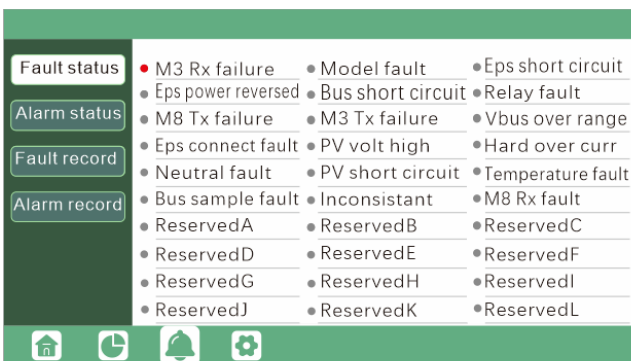 Fault status
Alarm status
Fault record
Alarm record
M3 Rx failure Model fault Eps short circuit
Eps power reversed Bus short circuit Relay fault
M8 Tx failure M3 Tx failure Vbus over range
Eps connect fault PV volt high Hard over curr
Neutral fault PV short circuit Temperature fault
Bus sample fault Inconsistant M8 Rx fault
ReservedA ReservedB ReservedC
ReservedD ReservedE ReservedF
ReservedG ReservedH ReservedI
ReservedJ ReservedK ReservedL